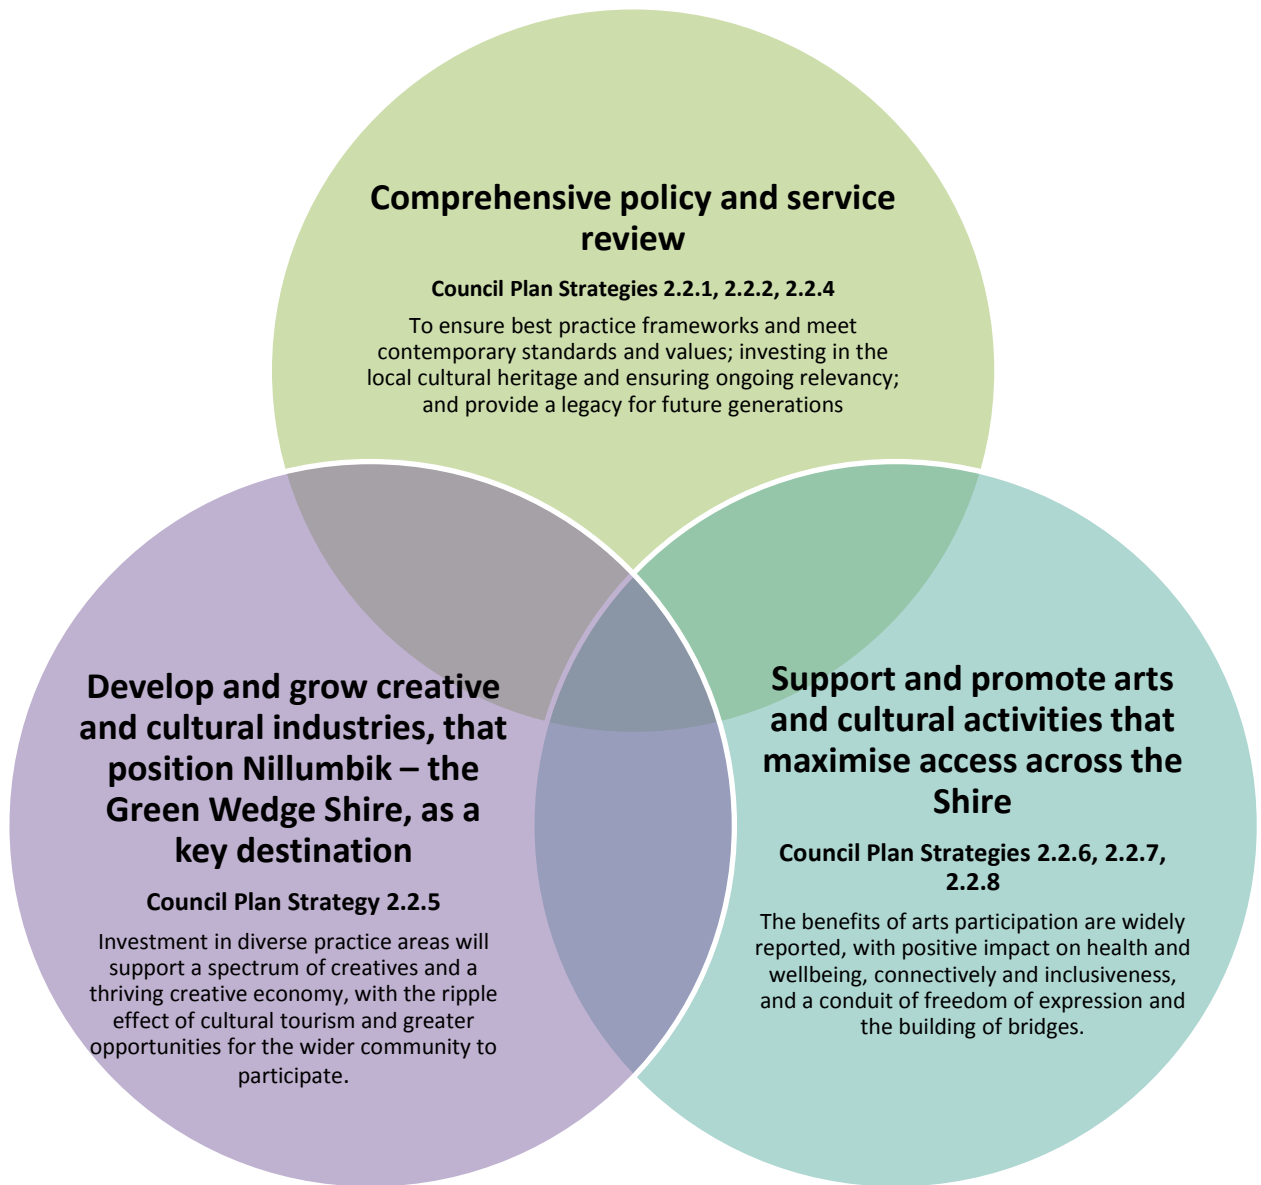 Comprehensive policy and service
review
Council Plan Strategies 2.2.1, 2.2.2, 2.2.4
To ensure best practice frameworks and meet
contemporary standards and values; investing in the
local cultural heritage and ensuring ongoing relevancy;
and provide a legacy for future generations
Develop and grow creative
and cultural industries, that
position Nillumbik – the
Green Wedge Shire, as a
key destination
Council Plan Strategy 2.2.5
Investment in diverse practice areas will
support a spectrum of creatives and a
thriving creative economy, with the ripple
effect of cultural tourism and greater
opportunities for the wider community to
participate.
Support and promote arts
and cultural activities that
maximise access across the
Shire
Council Plan Strategies 2.2.6, 2.2.7,
2.2.8
The benefits of arts participation are widely
reported, with positive impact on health and
wellbeing, connectively and inclusiveness,
and a conduit of freedom of expression and
the building of bridges.